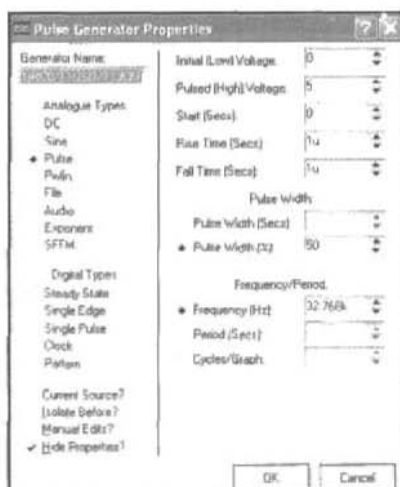 Pulse Generator Properties
Generator Name:
Analogue Types
DC
Sine
Pulse
Pwlin
File
Audio
Exponent
SFFM
Digital Types
Steady State
Single Edge
Single Pulse
Clock
Pattern
Current Source?
Isolate Before?
Manual Edits?
Hide Properties?
Initial (Low) Voltage: 0
Pulsed (High) Voltage: 5
Start (Secs): 0
Rise Time (Secs): 1u
Fall Time (Secs): 1u
Pulse Width:
Pulse Width (Secs):
Pulse Width (%): 50
Frequency/Period:
Frequency (Hz): 32.768k
Period (Secs):
Cycles/Graph:
OK
Cancel